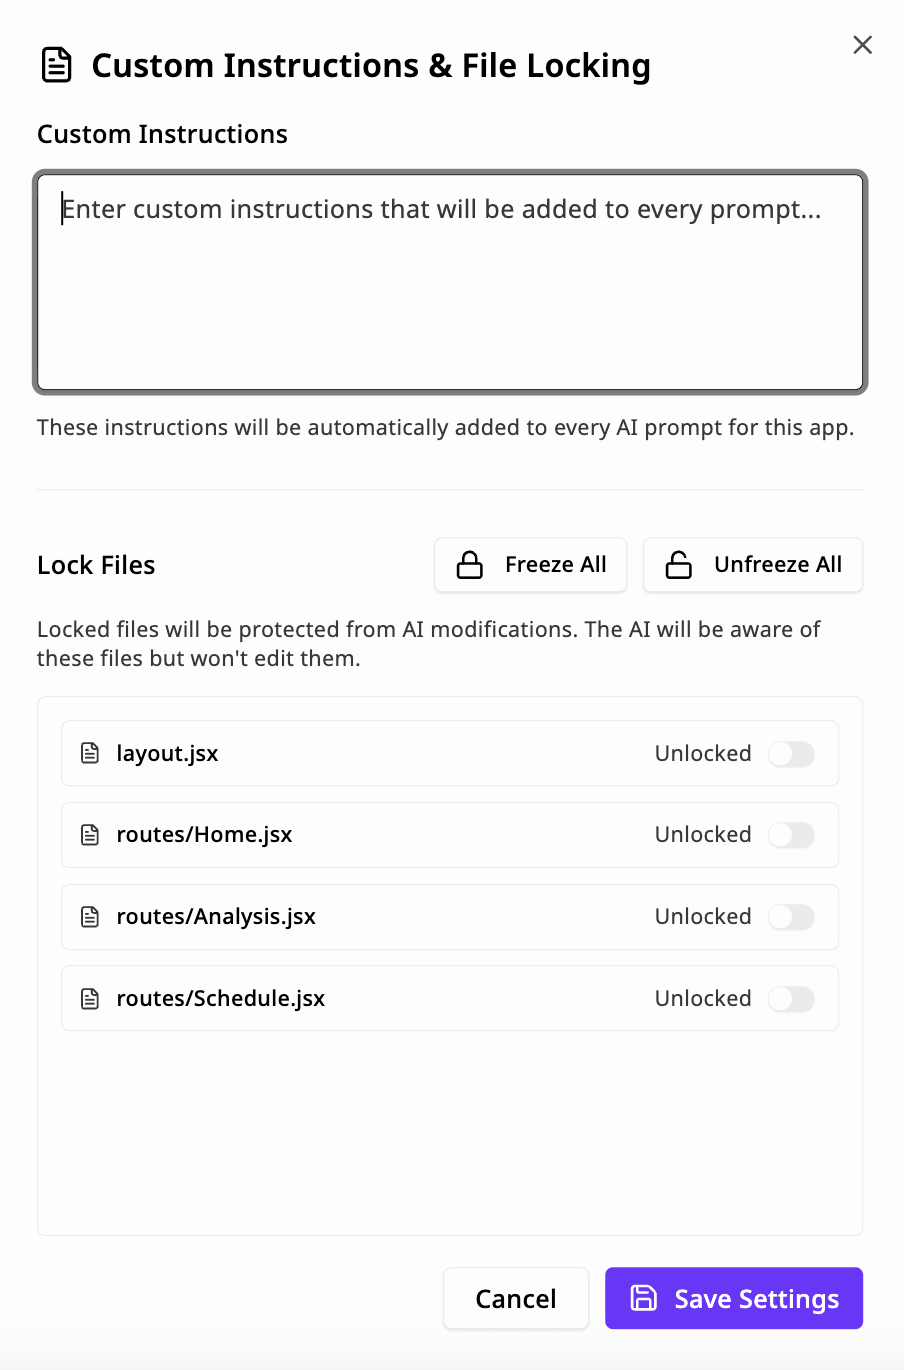 Custom Instructions & File Locking
Custom Instructions
Enter custom instructions that will be added to every prompt...
These instructions will be automatically added to every AI prompt for this app.
Lock Files
Freeze All
Unfreeze All
Locked files will be protected from AI modifications. The AI will be aware of
these files but won't edit them.
layout.jsx Unlocked
routes/Home.jsx Unlocked
routes/Analysis.jsx Unlocked
routes/Schedule.jsx Unlocked
Cancel
Save Settings